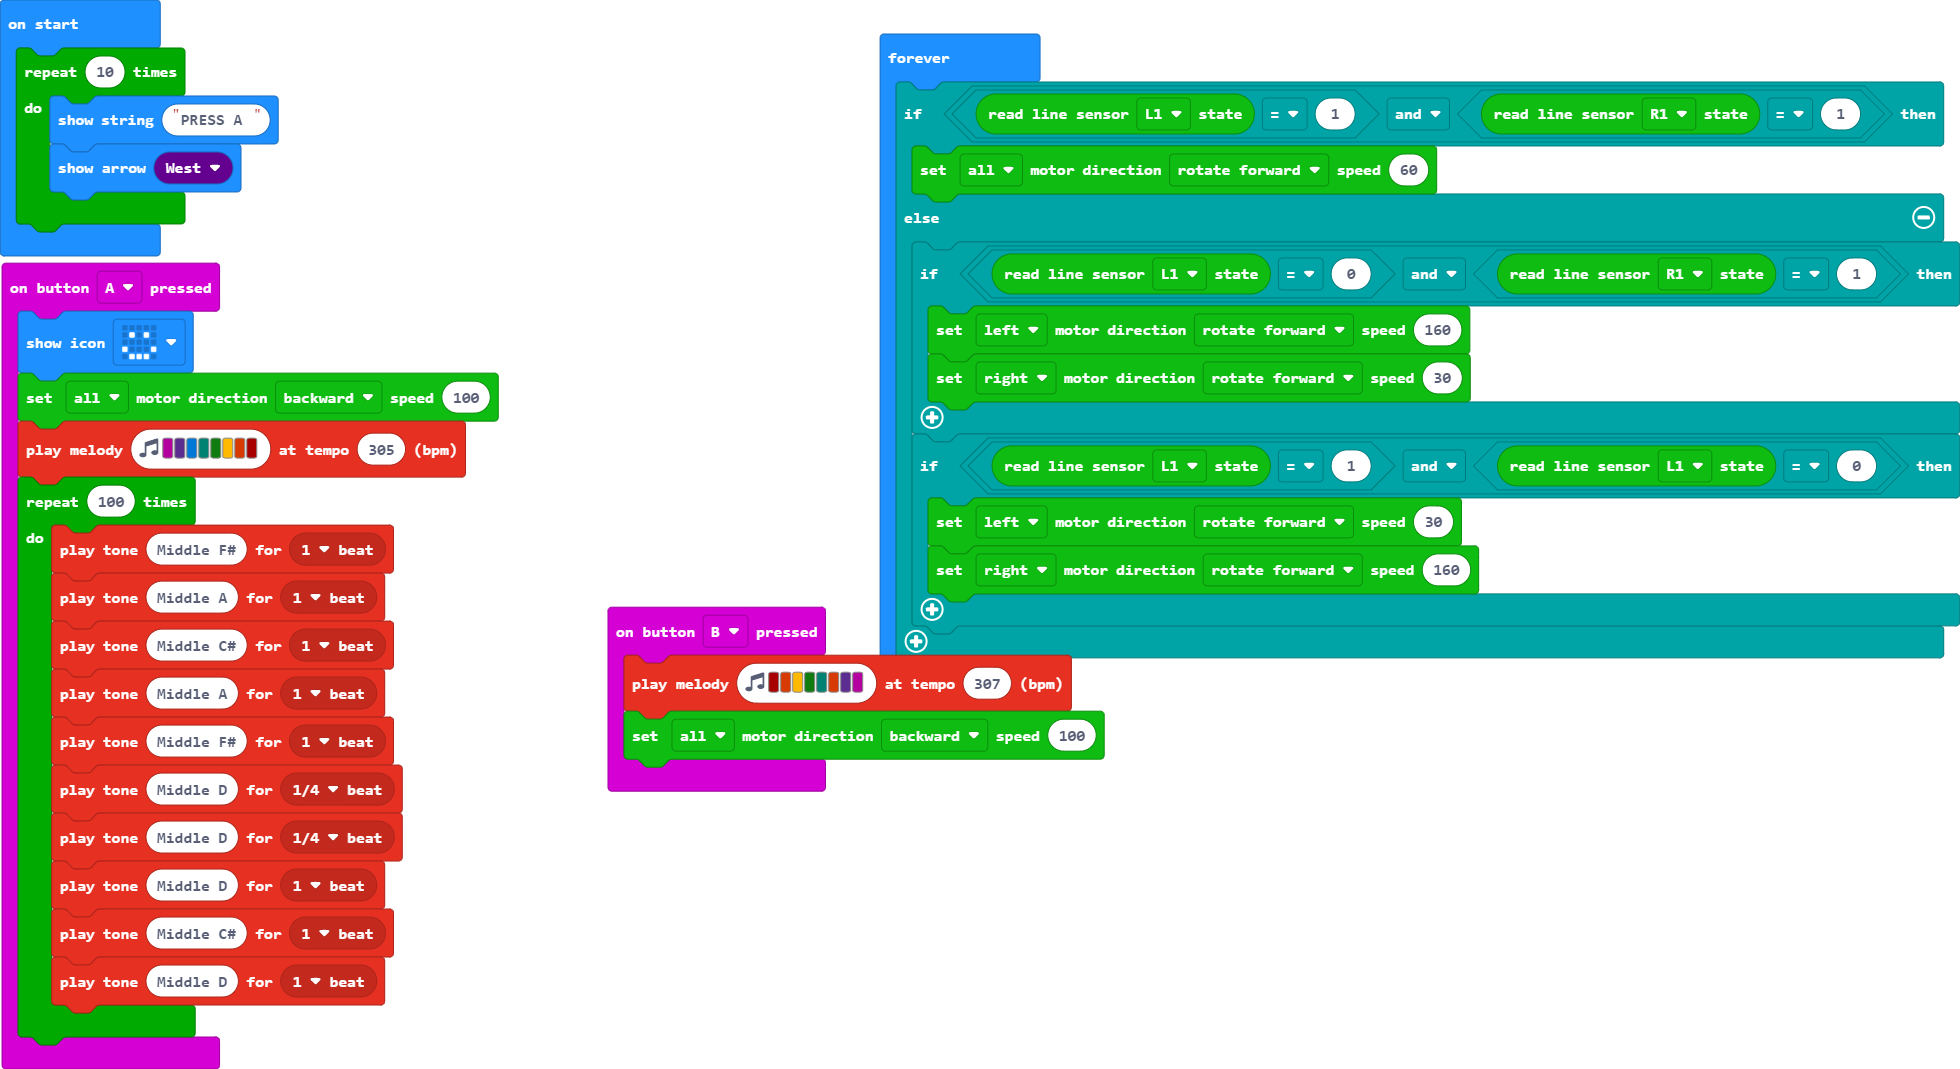 on start
repeat 10 times
do
show string "PRESS A "
show arrow West
on button A pressed
show icon
set all motor direction backward speed 100
play melody at tempo 305 (bpm)
repeat 100 times
do
play tone Middle F# for 1 beat
play tone Middle A for 1 beat
play tone Middle C# for 1 beat
play tone Middle A for 1 beat
play tone Middle F# for 1 beat
play tone Middle D for 1/4 beat
play tone Middle D for 1/4 beat
play tone Middle D for 1 beat
play tone Middle C# for 1 beat
play tone Middle D for 1 beat
on button B pressed
play melody at tempo 307 (bpm)
set all motor direction backward speed 100
forever
if read line sensor L1 state = 1 and read line sensor R1 state = 1 then
set all motor direction rotate forward speed 60
else
if read line sensor L1 state = 0 and read line sensor R1 state = 1 then
set left motor direction rotate forward speed 160
set right motor direction rotate forward speed 30
if read line sensor L1 state = 1 and read line sensor L1 state = 0 then
set left motor direction rotate forward speed 30
set right motor direction rotate forward speed 160